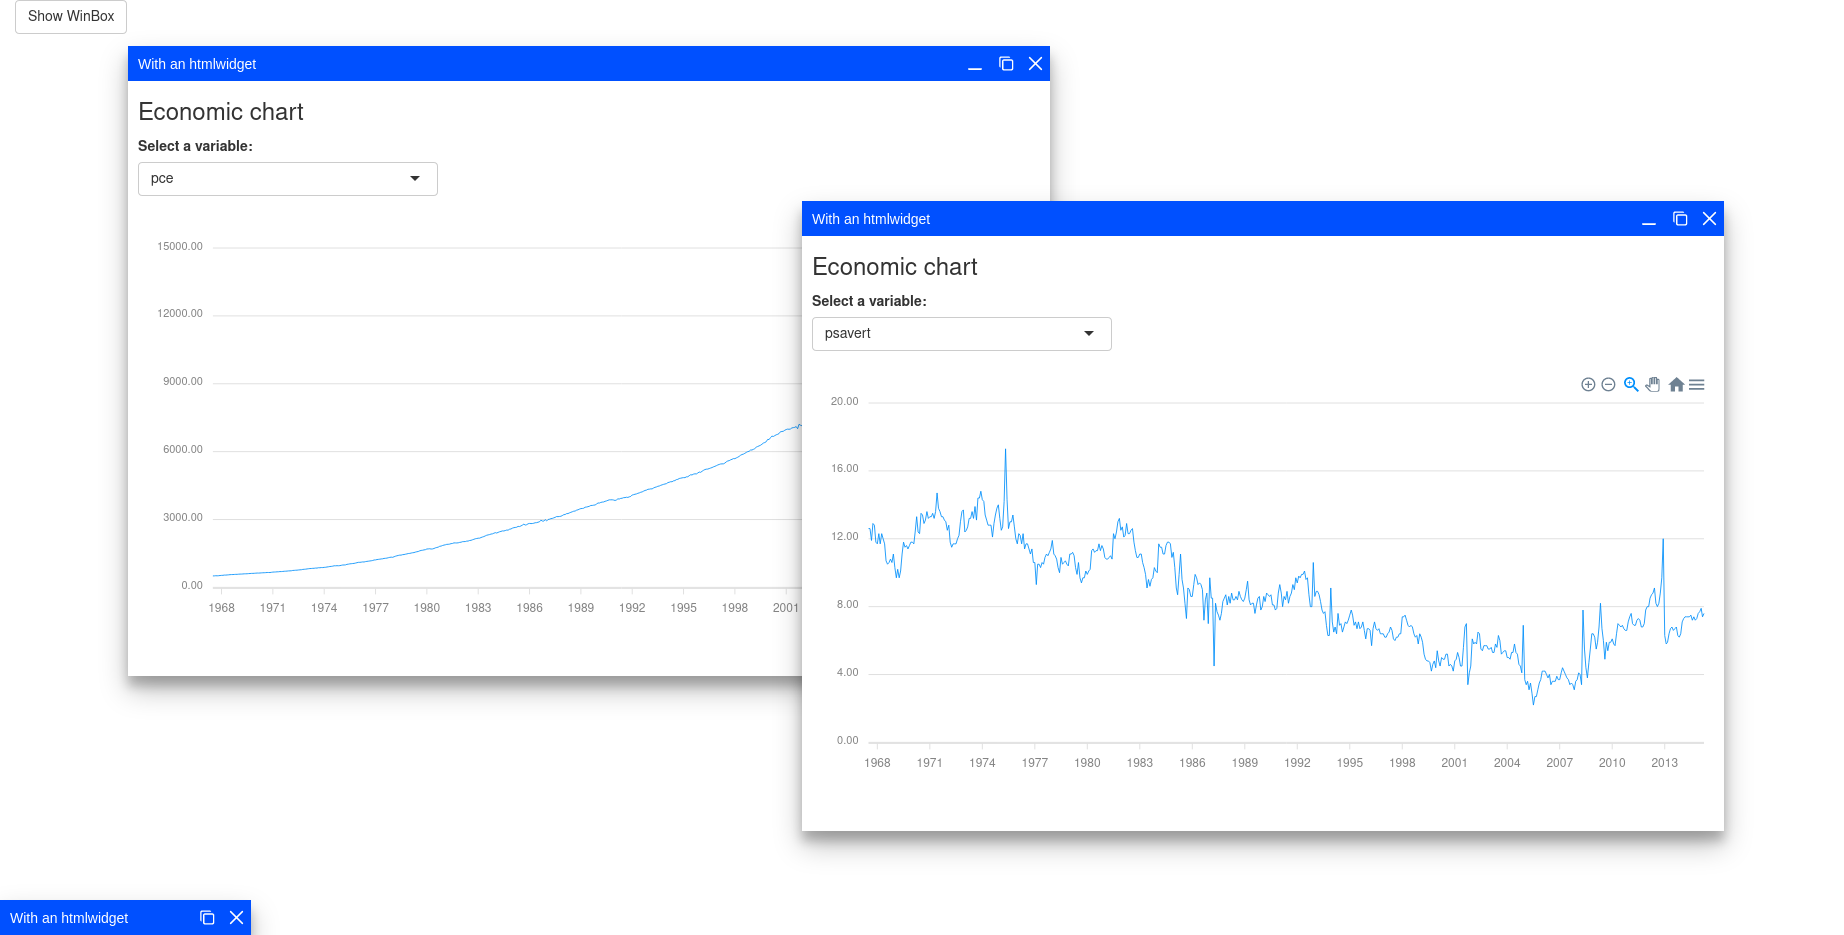 Show WinBox
With an htmlwidget
Economic chart
Select a variable:
pce
15000.00
12000.00
9000.00
6000.00
3000.00
0.00
1968 1971 1974 1977 1980 1983 1986 1989 1992 1995 1998 2001
With an htmlwidget
Economic chart
Select a variable:
psavert
20.00
16.00
12.00
8.00
4.00
0.00
1968 1971 1974 1977 1980 1983 1986 1989 1992 1995 1998 2001 2004 2007 2010 2013
With an htmlwidget